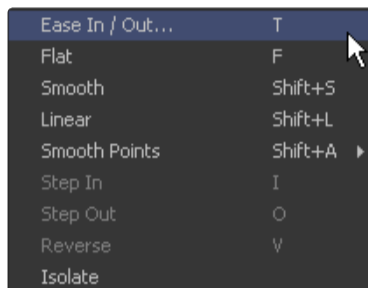 Ease In / Out... T
Flat F
Smooth Shift+S
Linear Shift+L
Smooth Points Shift+A
Step In I
Step Out O
Reverse V
Isolate